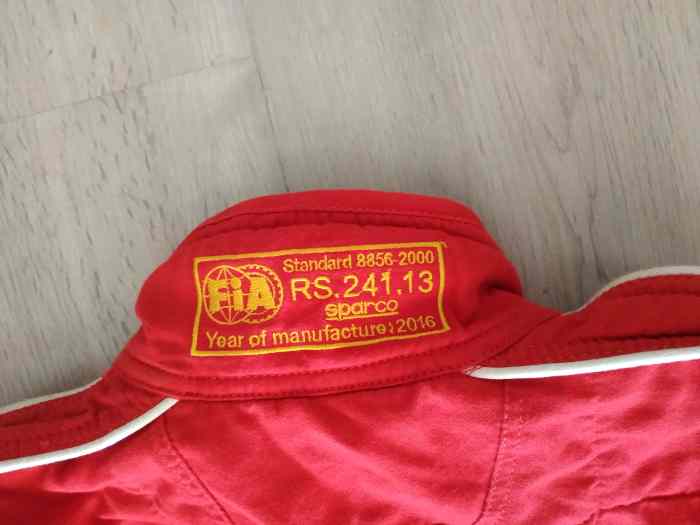 Standard 8856-2000
FiA
RS.241.13
sparco
Year of manufacture: 2016